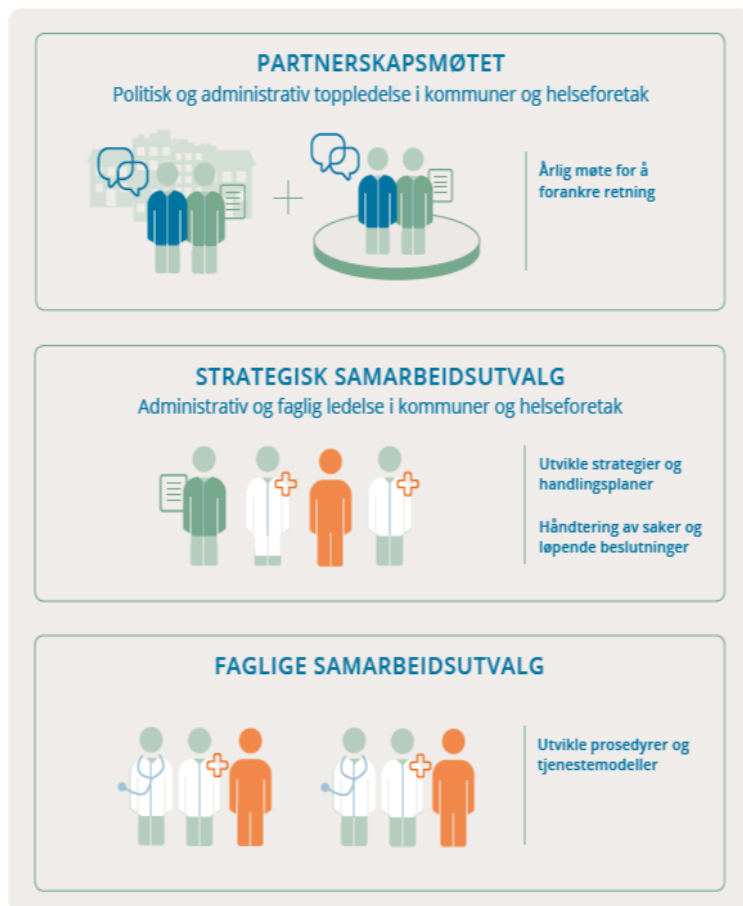 PARTNERSKAPSMØTET
Politisk og administrativ toppledelse i kommuner og helseforetak
Årlig møte for å
forankre retning
STRATEGISK SAMARBEIDSUTVALG
Administrativ og faglig ledelse i kommuner og helseforetak
Utvikle strategier og
handlingsplaner
Håndtering av saker og
løpende beslutninger
FAGLIGE SAMARBEIDSUTVALG
Utvikle prosedyrer og
tjenestemodeller